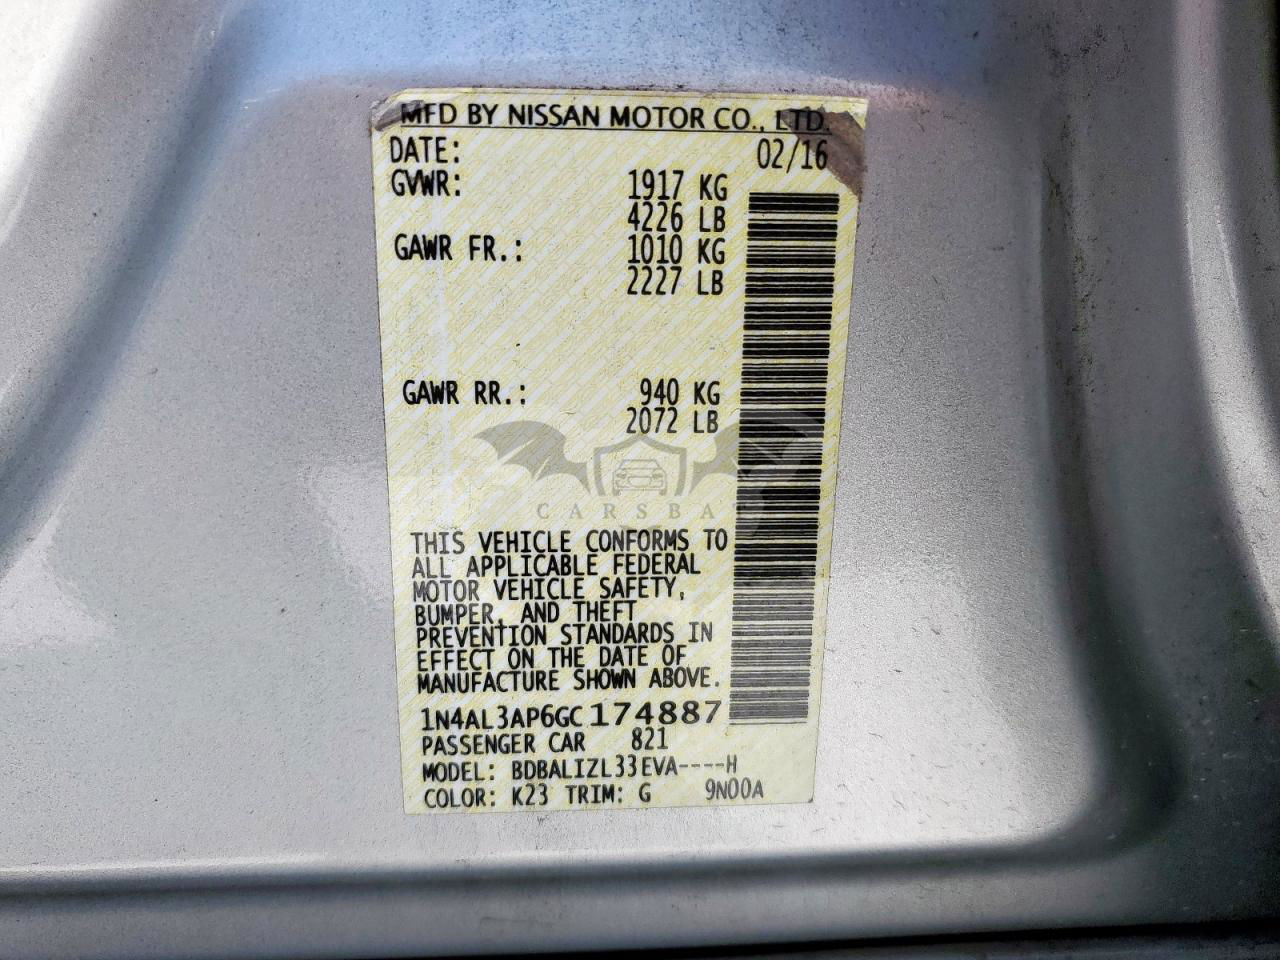 MFD BY NISSAN MOTOR CO., LTD.
DATE: 02/16
GVWR: 1917 KG
4226 LB
GAWR FR.: 1010 KG
2227 LB
GAWR RR.: 940 KG
2072 LB
CARSBAT
THIS VEHICLE CONFORMS TO
ALL APPLICABLE FEDERAL
MOTOR VEHICLE SAFETY,
BUMPER, AND THEFT
PREVENTION STANDARDS IN
EFFECT ON THE DATE OF
MANUFACTURE SHOWN ABOVE.
1N4AL3AP6GC174887
PASSENGER CAR 821
MODEL: BDBALIZL33EVA----H
COLOR: K23 TRIM: G 9N00A